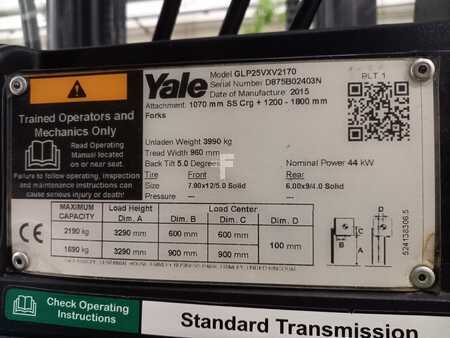 Yale
Model GLP25VXV2170
Serial Number D875B02403N
Date of Manufacture 2015
Attachment: 1070 mm SS Crg + 1200 - 1800 mm
Forks
PLT 1
Trained Operators and
Mechanics Only
Read Operating
Manual located
on or near seat.
Failure to follow operating, inspection
and maintenance instructions can
cause serious injury or death!
Unladen Weight 3990 kg
Tread Width 960 mm
Back Tilt 5.0 Degree
Nominal Power 44 kW
Tire Front Rear
Size 7.00x12/5.0 Solid 6.00x9/4.0 Solid
Pressure --- ---
MAXIMUM CAPACITY Load Height Dim. A Load Center Dim. B Dim. C Dim. D
2190 kg 3290 mm 600 mm 600 mm 100 mm
1690 kg 3290 mm 900 mm 900 mm
CE
D
B
A
C
524138306.5
F
Check Operating
Instructions
Standard Transmission